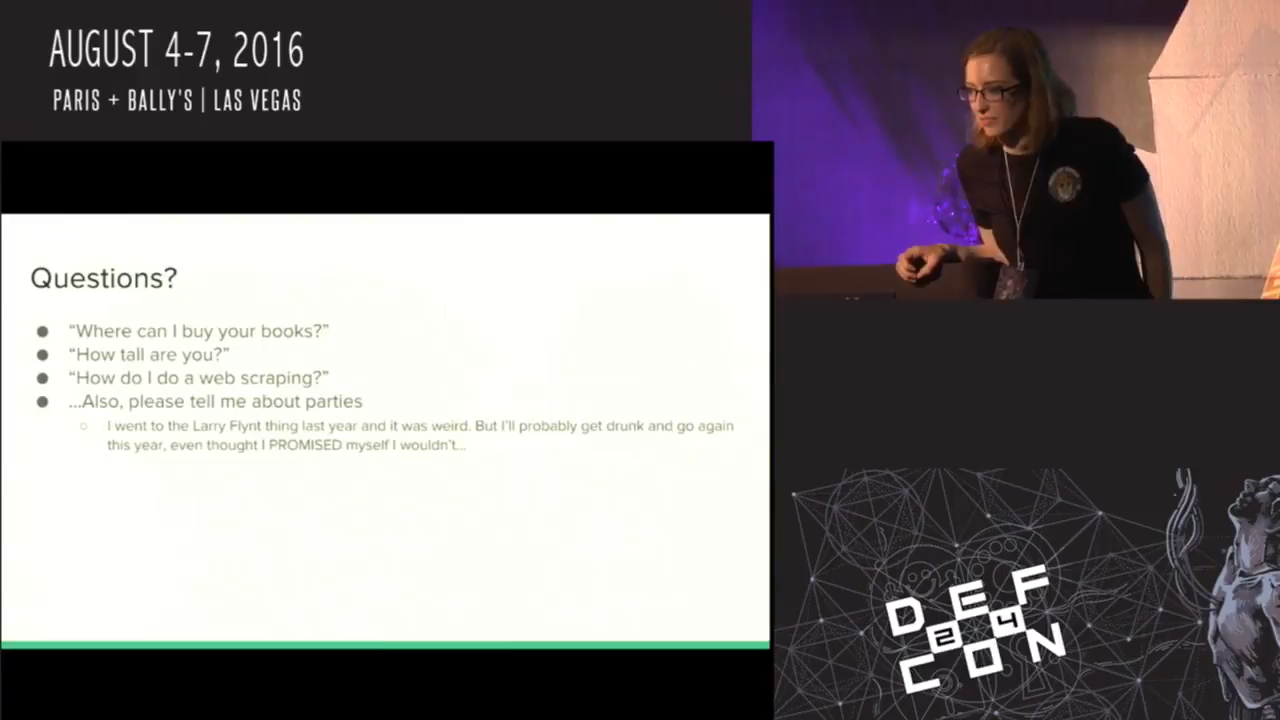 AUGUST 4-7, 2016
PARIS + BALLY'S | LAS VEGAS
Questions?
"Where can I buy your books?"
"How tall are you?"
"How do I do a web scraping?"
...Also, please tell me about parties
I went to the Larry Flynt thing last year and it was weird. But I'll probably get drunk and go again
this year, even thought I PROMISED myself I wouldn't...
DEF
24
CON